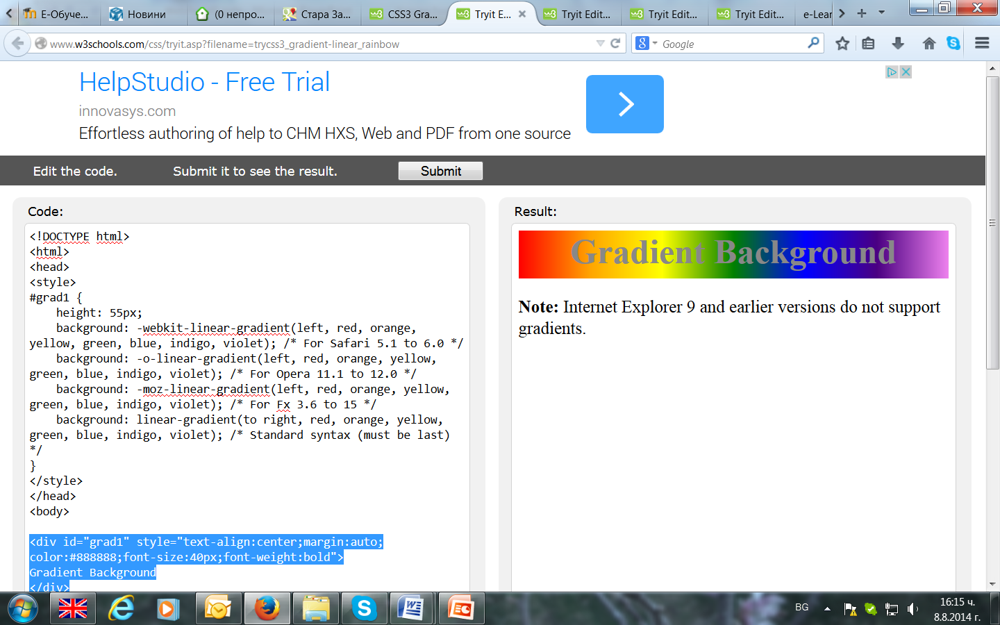 Е-Обуче...
Новини
(0 непро...
Стара За...
CSS3 Gra...
Tryit E...
Tryit Edit...
Tryit Edit...
Tryit Edit...
e-Lear
www.w3schools.com/css/tryit.asp?filename=trycss3_gradient-linear_rainbow
Google
HelpStudio - Free Trial
innovasys.com
Effortless authoring of help to CHM HXS, Web and PDF from one source
Edit the code.
Submit it to see the result.
Submit
Code:
<!DOCTYPE html>
<html>
<head>
<style>
#grad1 {
    height: 55px;
    background: -webkit-linear-gradient(left, red, orange,
yellow, green, blue, indigo, violet); /* For Safari 5.1 to 6.0 */
    background: -o-linear-gradient(left, red, orange, yellow,
green, blue, indigo, violet); /* For Opera 11.1 to 12.0 */
    background: -moz-linear-gradient(left, red, orange, yellow,
green, blue, indigo, violet); /* For Fx 3.6 to 15 */
    background: linear-gradient(to right, red, orange, yellow,
green, blue, indigo, violet); /* Standard syntax (must be last)
*/
}
</style>
</head>
<body>
<div id="grad1" style="text-align:center;margin:auto;
color:#888888;font-size:40px;font-weight:bold">
Gradient Background
</div>
Result:
Gradient Background
Note: Internet Explorer 9 and earlier versions do not support
gradients.
BG
16:15 ч.
8.8.2014 г.